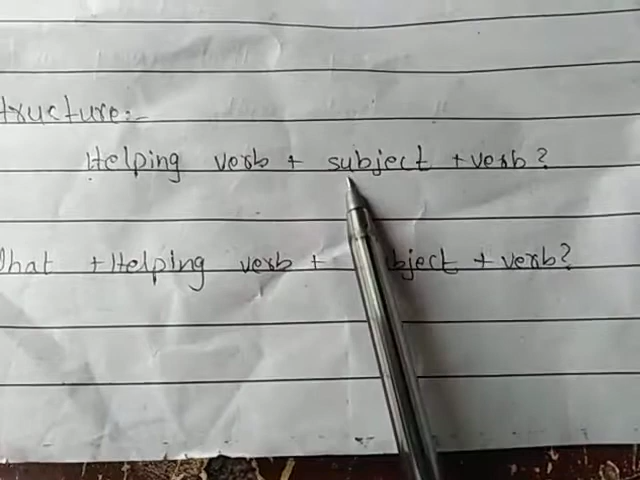 tructure:-
Helping verb + subject + verb?
hat + Helping verb + bject + verb?